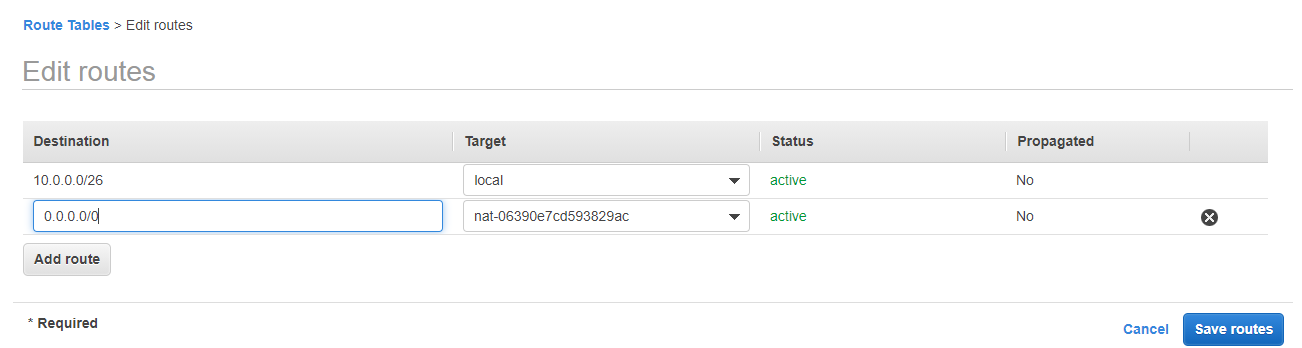 Route Tables > Edit routes
Edit routes
Destination Target Status Propagated
10.0.0.0/26 local active No
0.0.0.0/0 nat-06390e7cd593829ac active No
Add route
* Required
Cancel Save routes